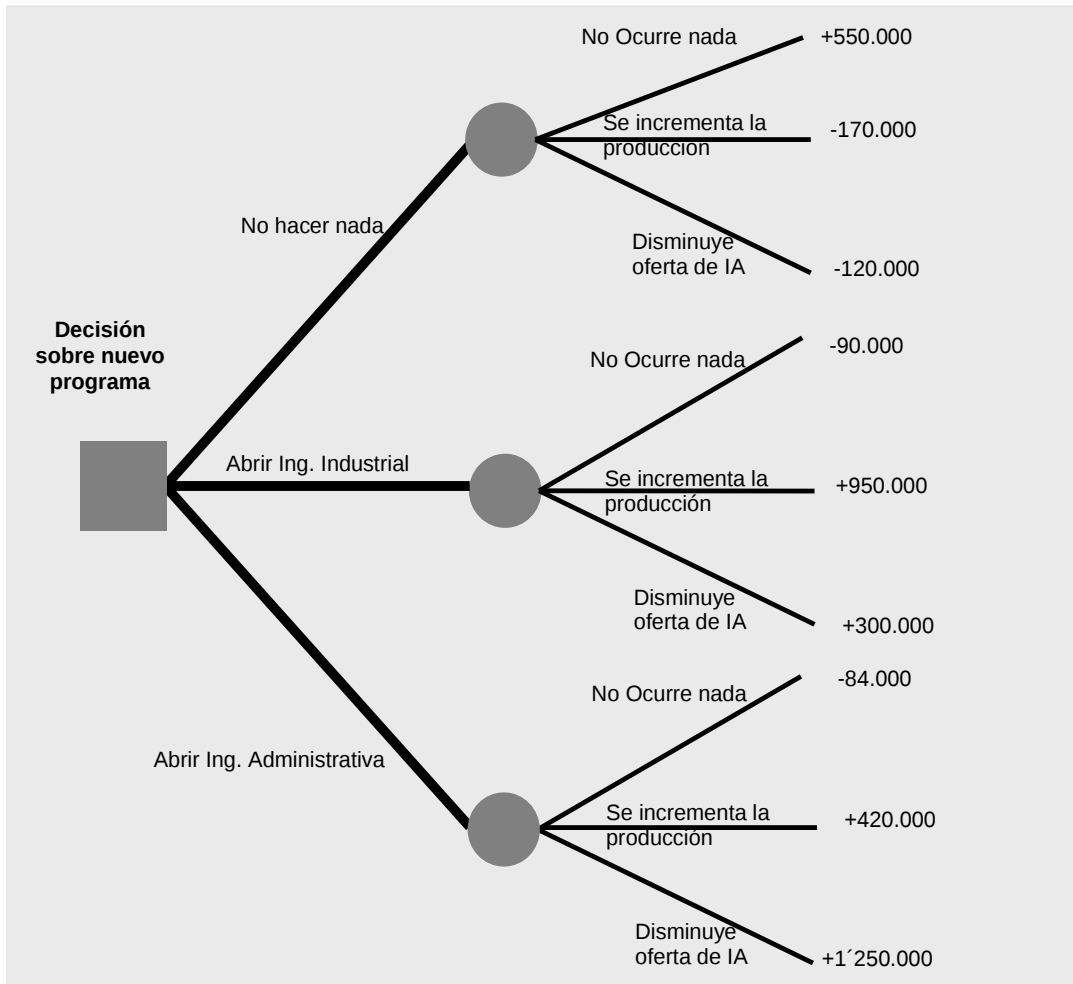 No Ocurre nada
+550.000
Se incrementa la
producción
-170.000
No hacer nada
Disminuye
oferta de IA
-120.000
Decisión
sobre nuevo
programa
No Ocurre nada
-90.000
Abrir Ing. Industrial
Se incrementa la
producción
+950.000
Disminuye
oferta de IA
+300.000
No Ocurre nada
-84.000
Abrir Ing. Administrativa
Se incrementa la
producción
+420.000
Disminuye
oferta de IA
+1´250.000